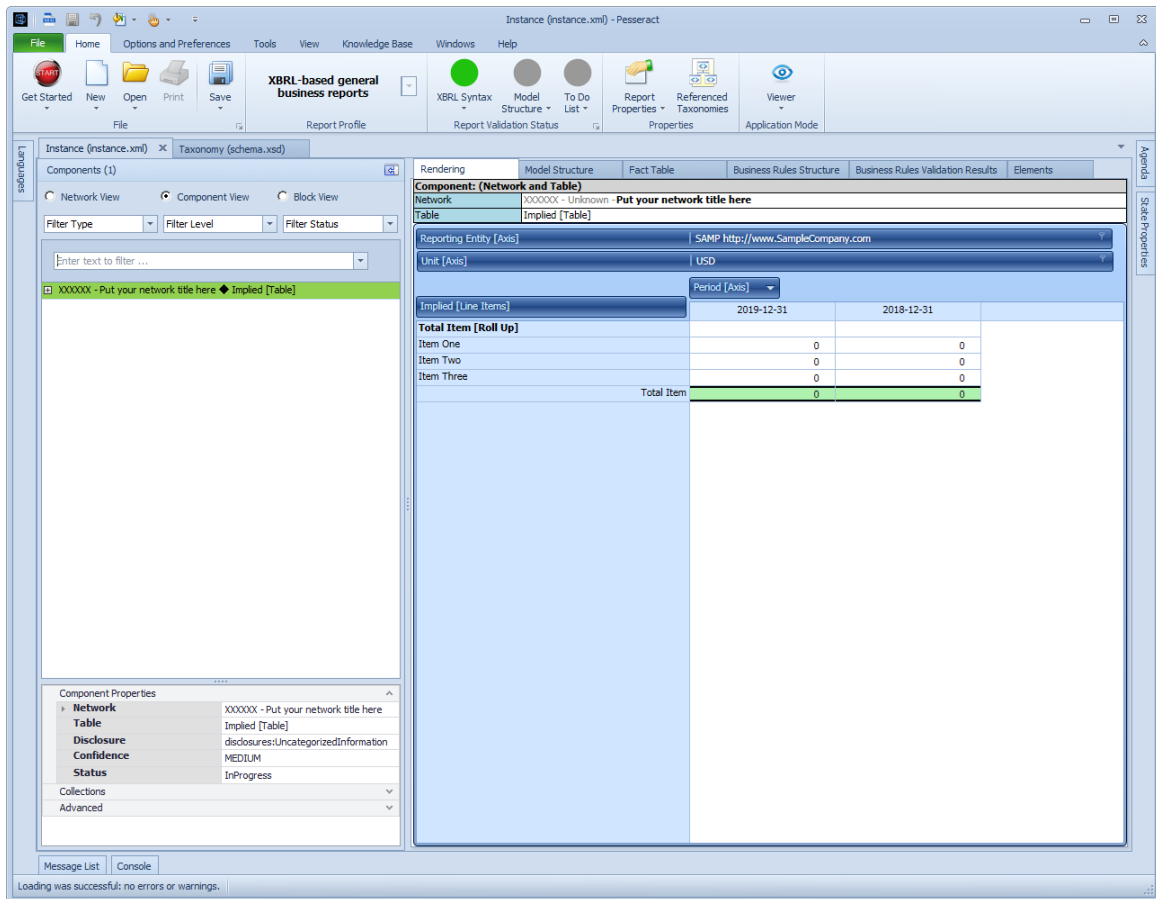 Instance (instance.xml) - Pesseract
File Home Options and Preferences Tools View Knowledge Base Windows Help
START
Get Started New Open Print Save
File
XBRL-based general
business reports
Report Profile
XBRL Syntax Model Structure To Do List
Report Validation Status
Report Properties Referenced Taxonomies
Properties
Viewer
Application Mode
Languages
Instance (instance.xml) Taxonomy (schema.xsd)
Components (1)
Network View Component View Block View
Filter Type Filter Level Filter Status
Enter text to filter ...
XXXXXX - Put your network title here ◆ Implied [Table]
Component Properties
Network XXXXXX - Put your network title here
Table Implied [Table]
Disclosure disclosures:UncategorizedInformation
Confidence MEDIUM
Status InProgress
Collections
Advanced
Rendering Model Structure Fact Table Business Rules Structure Business Rules Validation Results Elements
Component: (Network and Table)
Network XXXXXX - Unknown -Put your network title here
Table Implied [Table]
Reporting Entity [Axis] SAMP http://www.SampleCompany.com
Unit [Axis] USD
Period [Axis]
Implied [Line Items] 2019-12-31 2018-12-31
Total Item [Roll Up]
Item One 0 0
Item Two 0 0
Item Three 0 0
Total Item 0 0
Agenda
State Properties
Message List Console
Loading was successful: no errors or warnings.